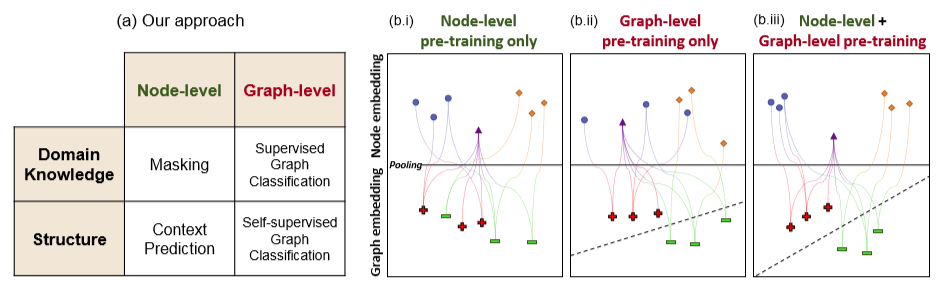 (a) Our approach
Node-level
Graph-level
Domain
Knowledge
Masking
Supervised
Graph
Classification
Structure
Context
Prediction
Self-supervised
Graph
Classification
(b.i)
Node-level
pre-training only
(b.ii)
Graph-level
pre-training only
(b.iii)
Node-level +
Graph-level pre-training
Node embedding
Pooling
Graph embedding